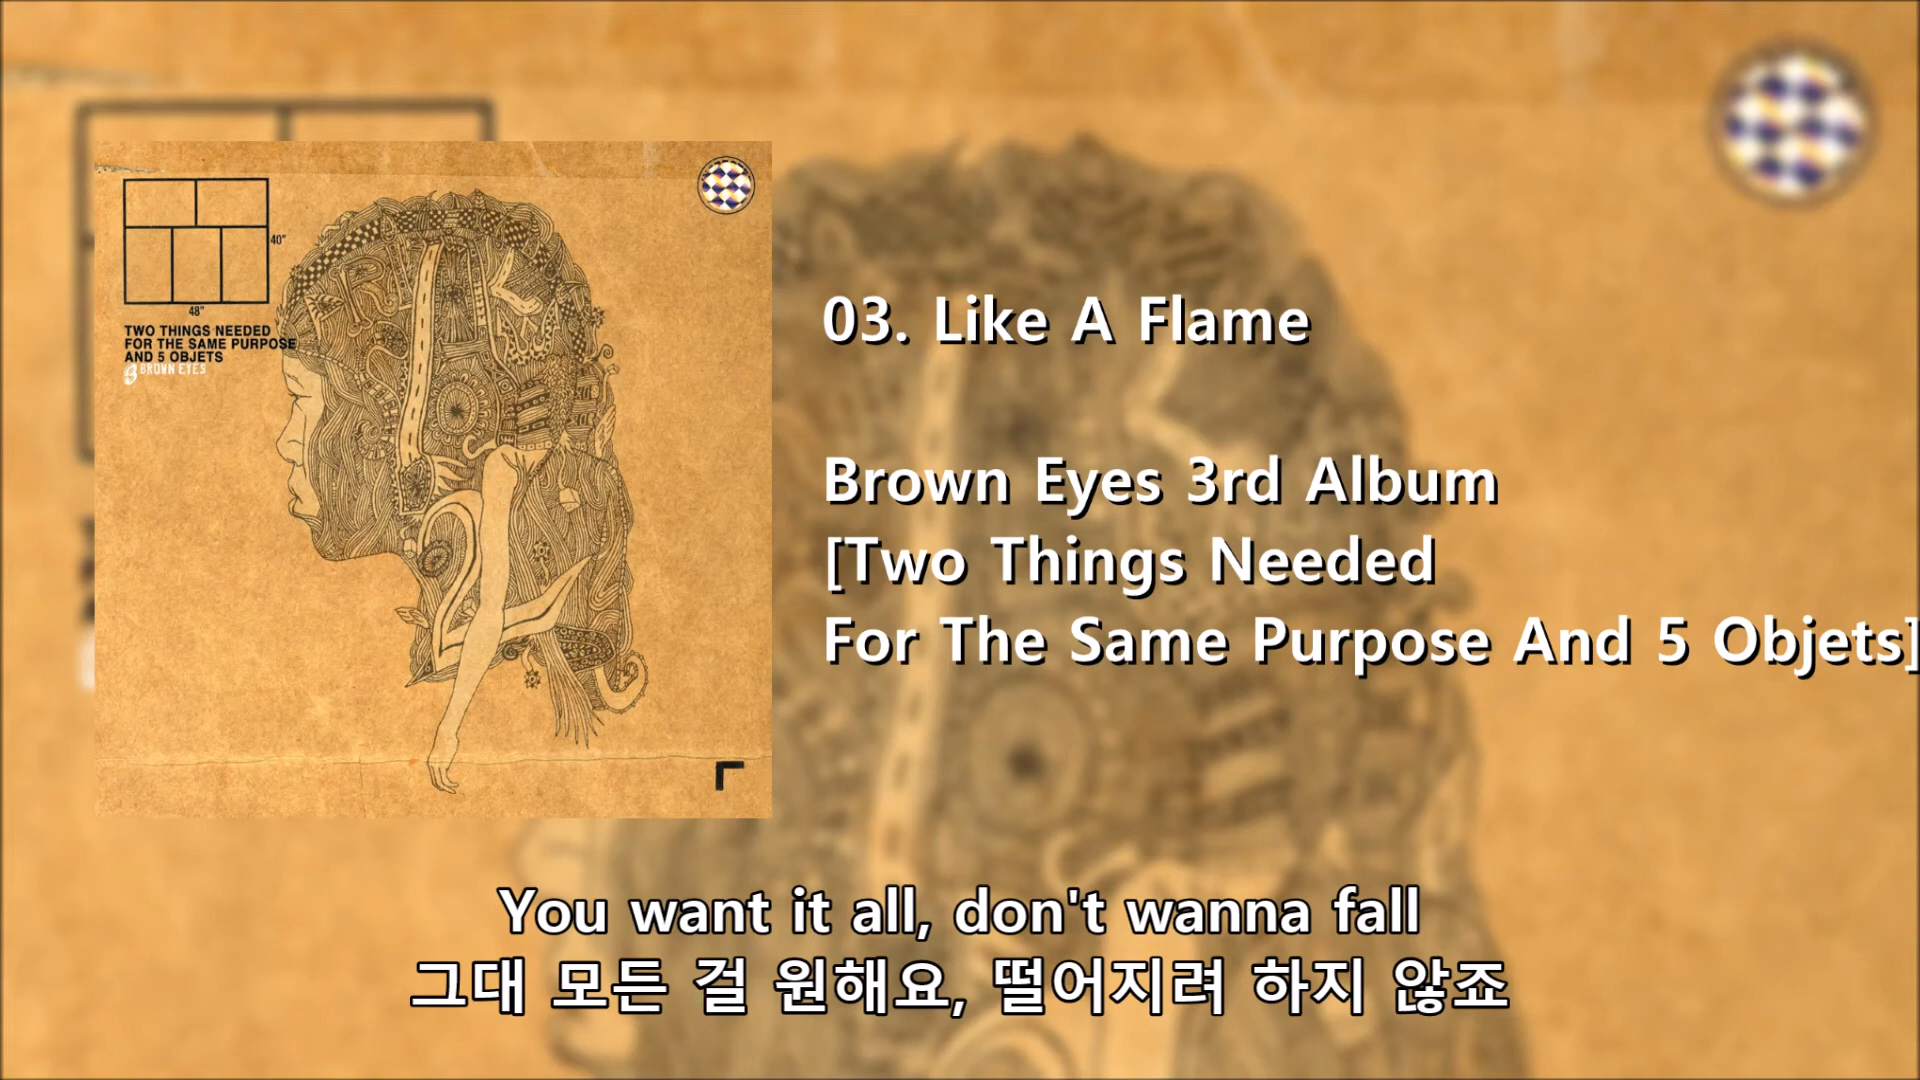 40"
48"
TWO THINGS NEEDED
FOR THE SAME PURPOSE
AND 5 OBJETS
3 BROWN EYES
03. Like A Flame
Brown Eyes 3rd Album
[Two Things Needed
For The Same Purpose And 5 Objets]
You want it all, don't wanna fall
그대 모든 걸 원해요, 떨어지려 하지 않죠